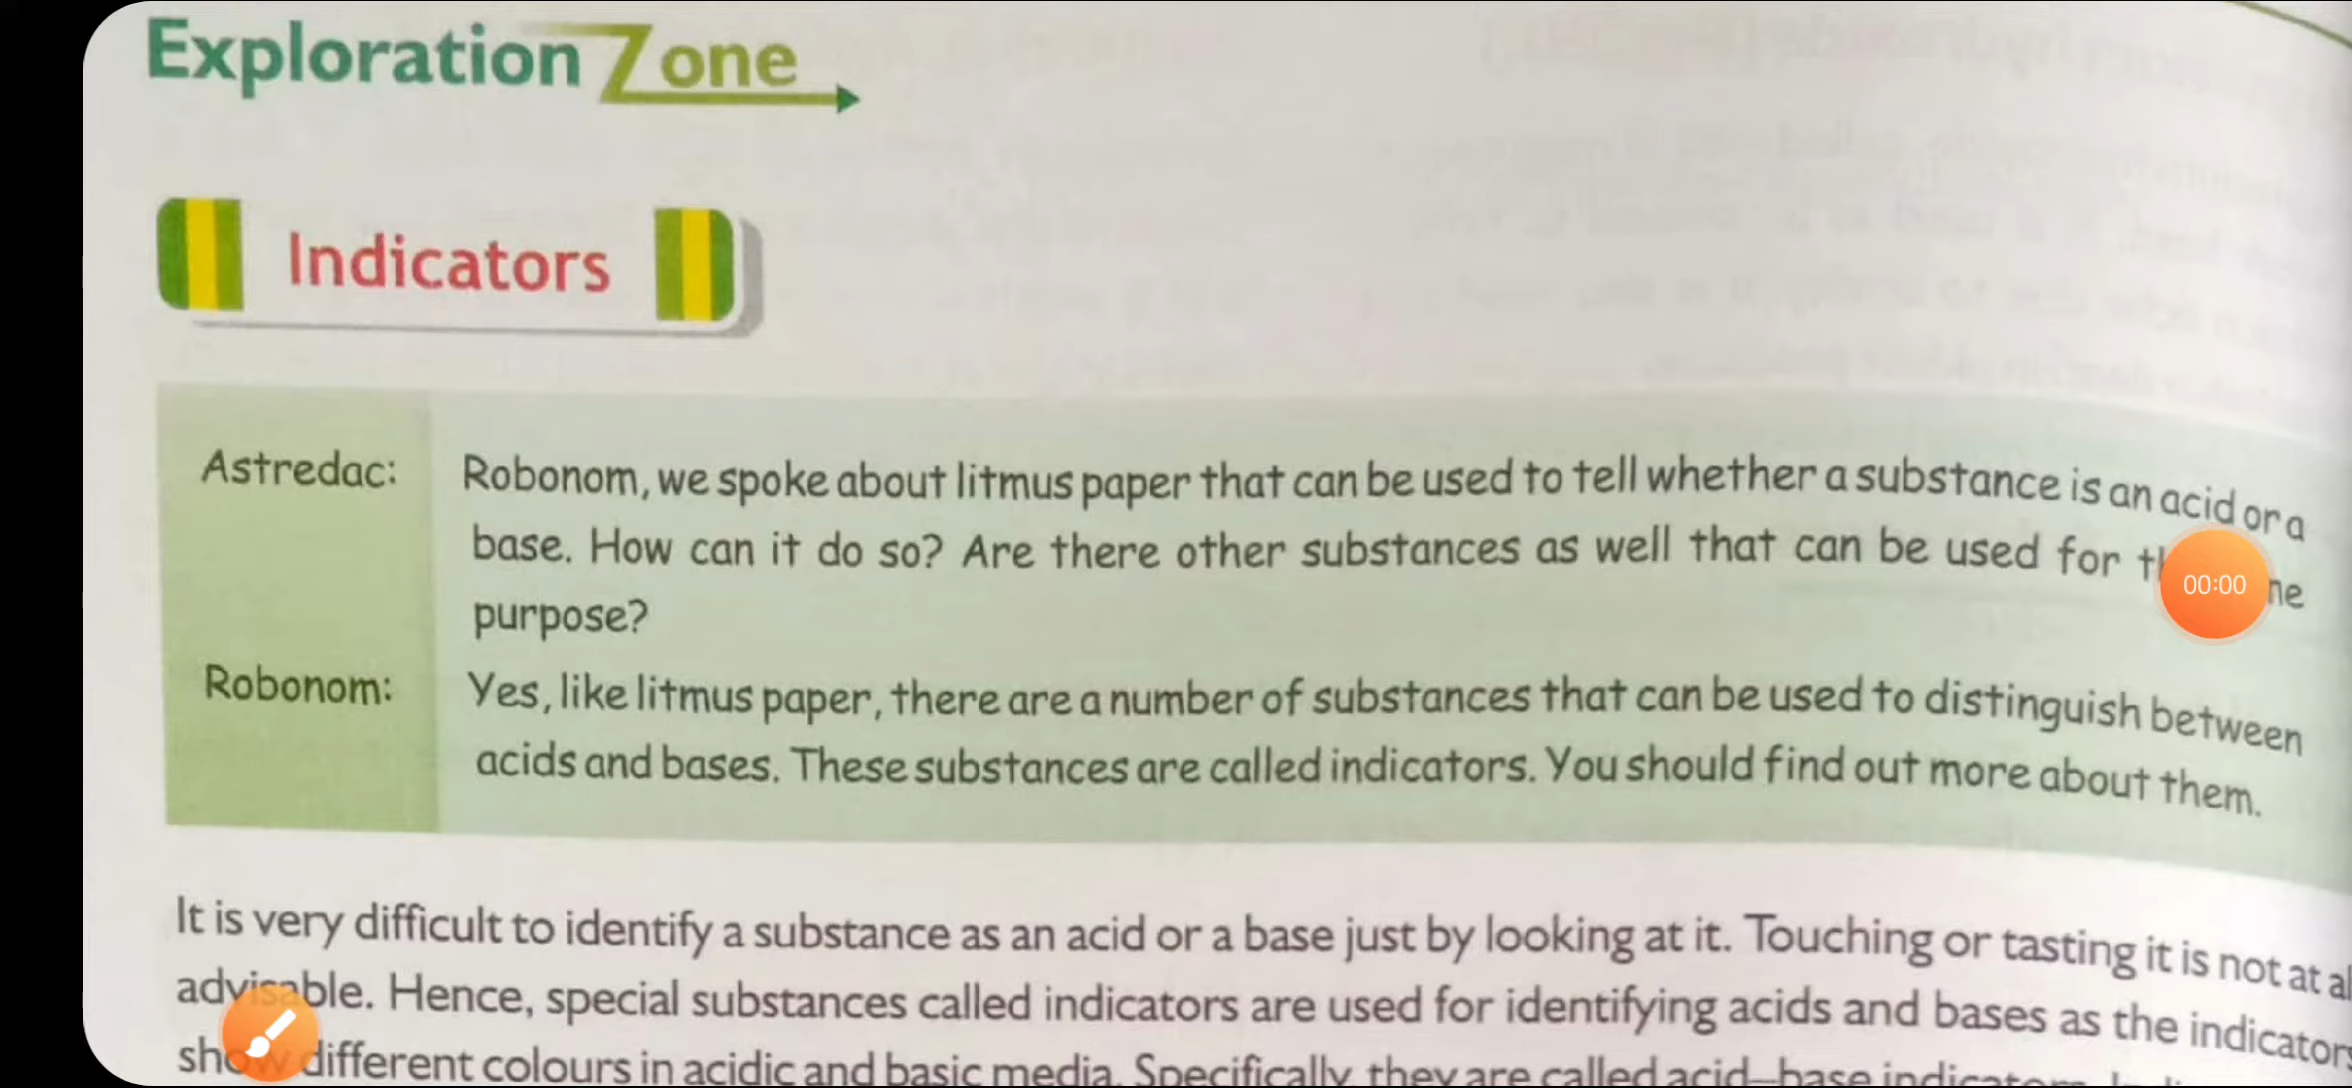 Exploration Zone
Indicators
Astredac: Robonom, we spoke about litmus paper that can be used to tell whether a substance is an acid or a
base. How can it do so? Are there other substances as well that can be used for
purpose?
00:00
Robonom: Yes, like litmus paper, there are a number of substances that can be used to distinguish between
acids and bases. These substances are called indicators. You should find out more about them.
It is very difficult to identify a substance as an acid or a base just by looking at it. Touching or tasting it is not at
advisable. Hence, special substances called indicators are used for identifying acids and bases as the
different colours in acidic and basic media. Specifically, they are called acid–base